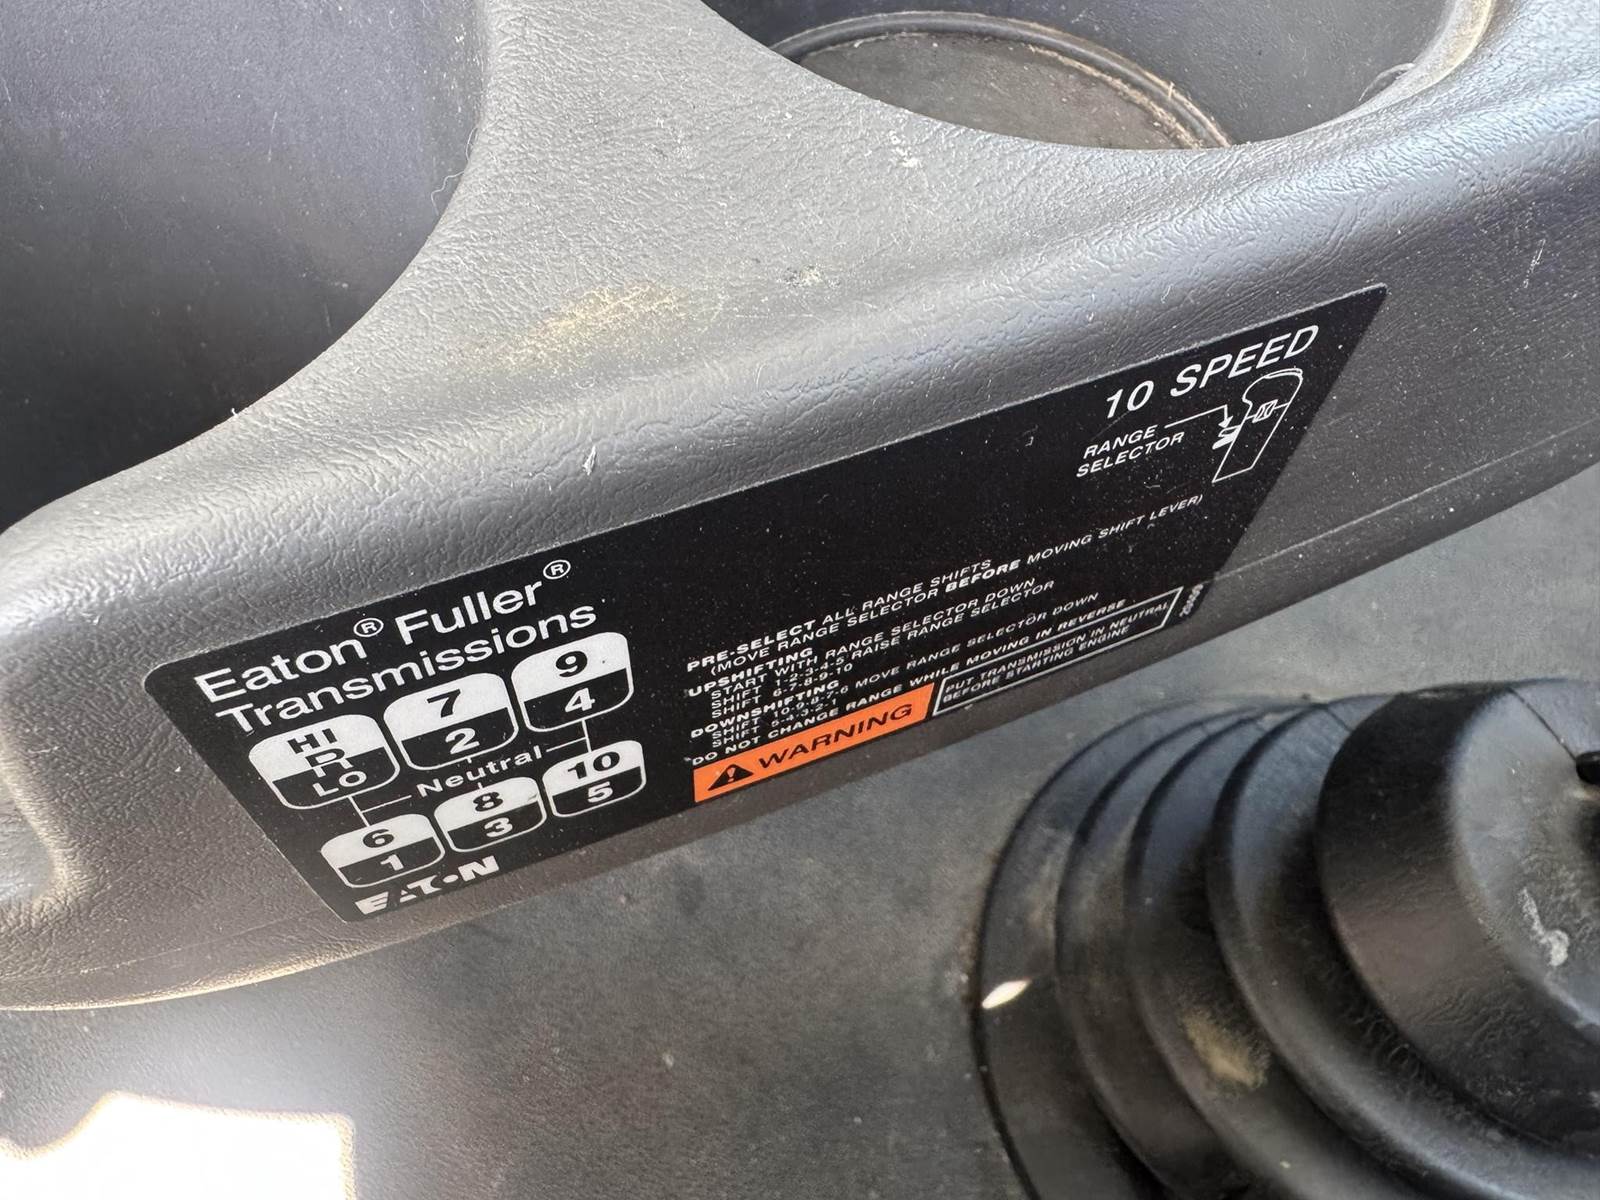 Eaton® Fuller®
Transmissions
HI
R
LO
7
2
9
4
Neutral
6
1
8
3
10
5
EATON
10 SPEED
RANGE
SELECTOR
PRE-SELECT ALL RANGE SHIFTS
(MOVE RANGE SELECTOR BEFORE MOVING SHIFT LEVER)
UPSHIFTING
START WITH RANGE SELECTOR DOWN
SHIFT 1-2-3-4-5 RAISE RANGE SELECTOR
SHIFT 6-7-8-9-10
DOWNSHIFTING
SHIFT 10-9-8-7-6 MOVE RANGE SELECTOR DOWN
SHIFT 5-4-3-2-1
*DO NOT CHANGE RANGE WHILE MOVING IN REVERSE
WARNING
PUT TRANSMISSION IN NEUTRAL
BEFORE STARTING ENGINE